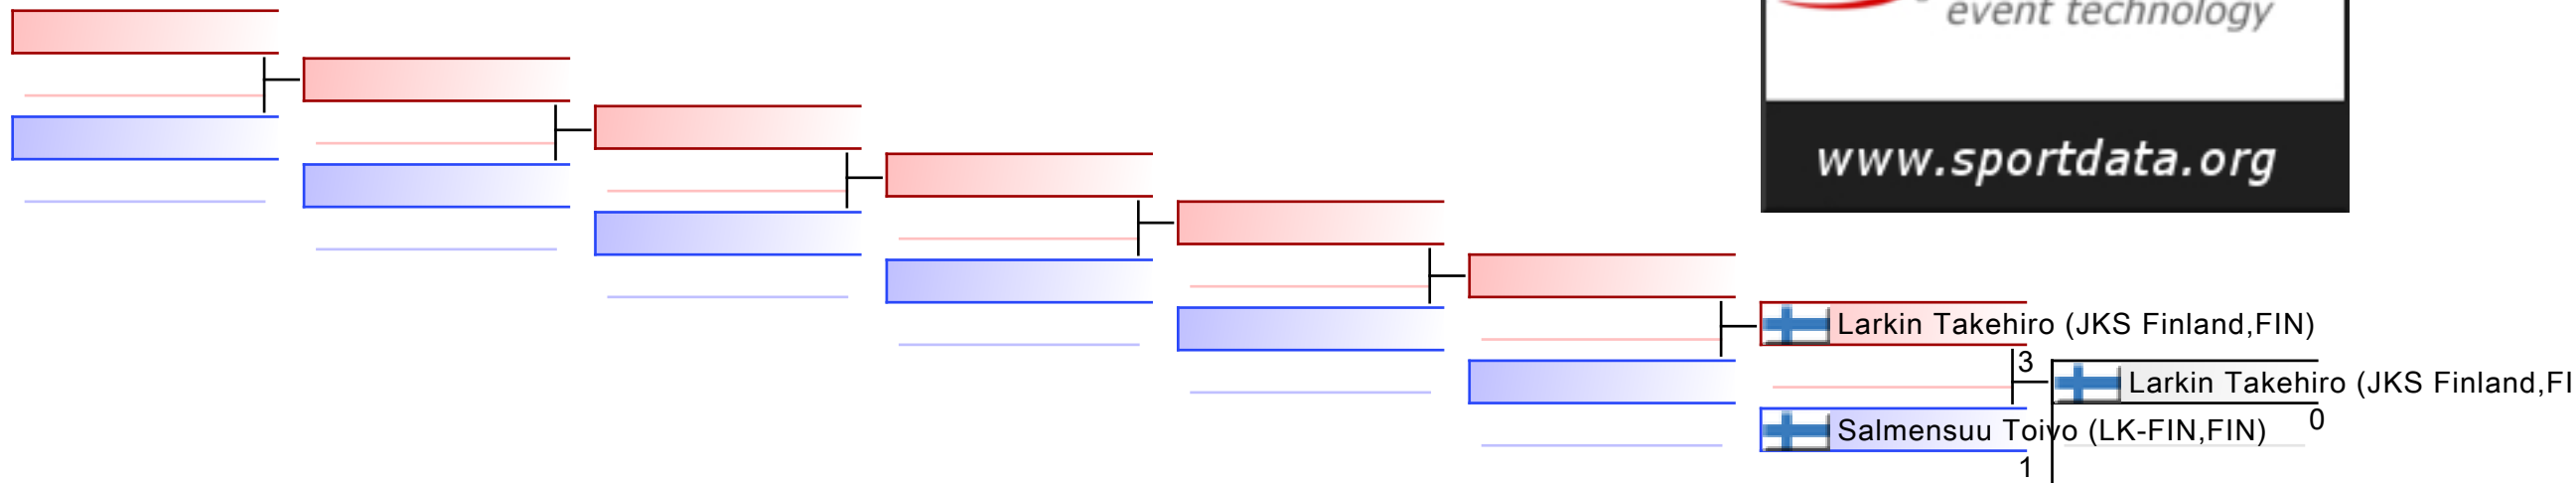 event technology
www.sportdata.org
Larkin Takehiro (JKS Finland,FIN)
3
Larkin Takehiro (JKS Finland,FI
0
Salmensuu Toivo (LK-FIN,FIN)
1